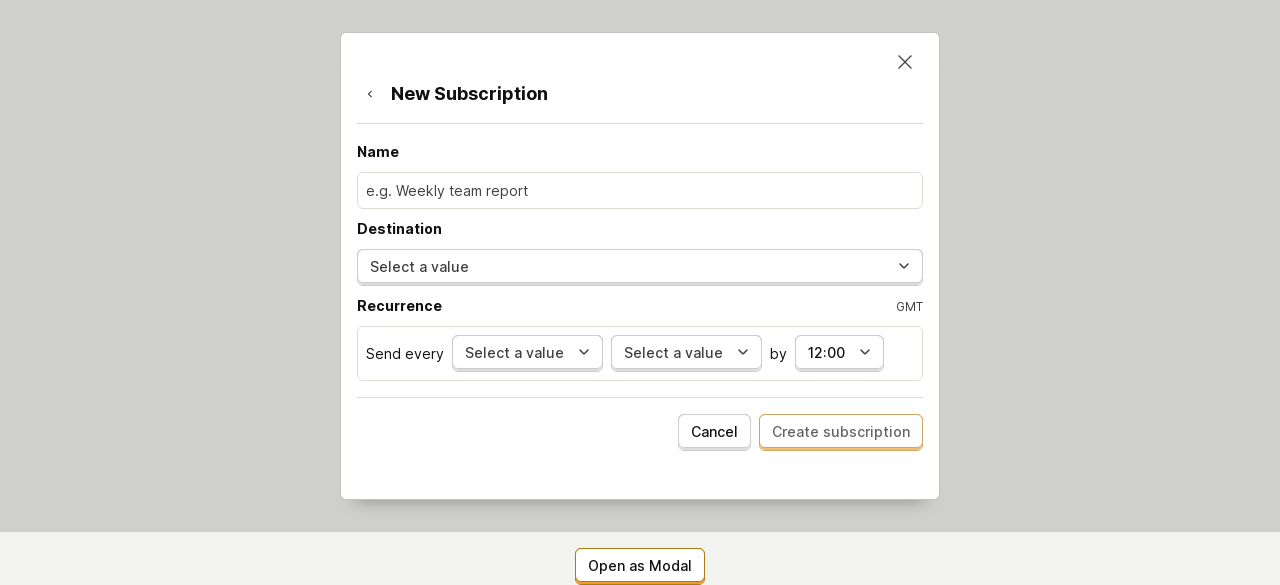 New Subscription
Name
e.g. Weekly team report
Destination
Select a value
Recurrence GMT
Send every Select a value Select a value by 12:00
Cancel Create subscription
Open as Modal